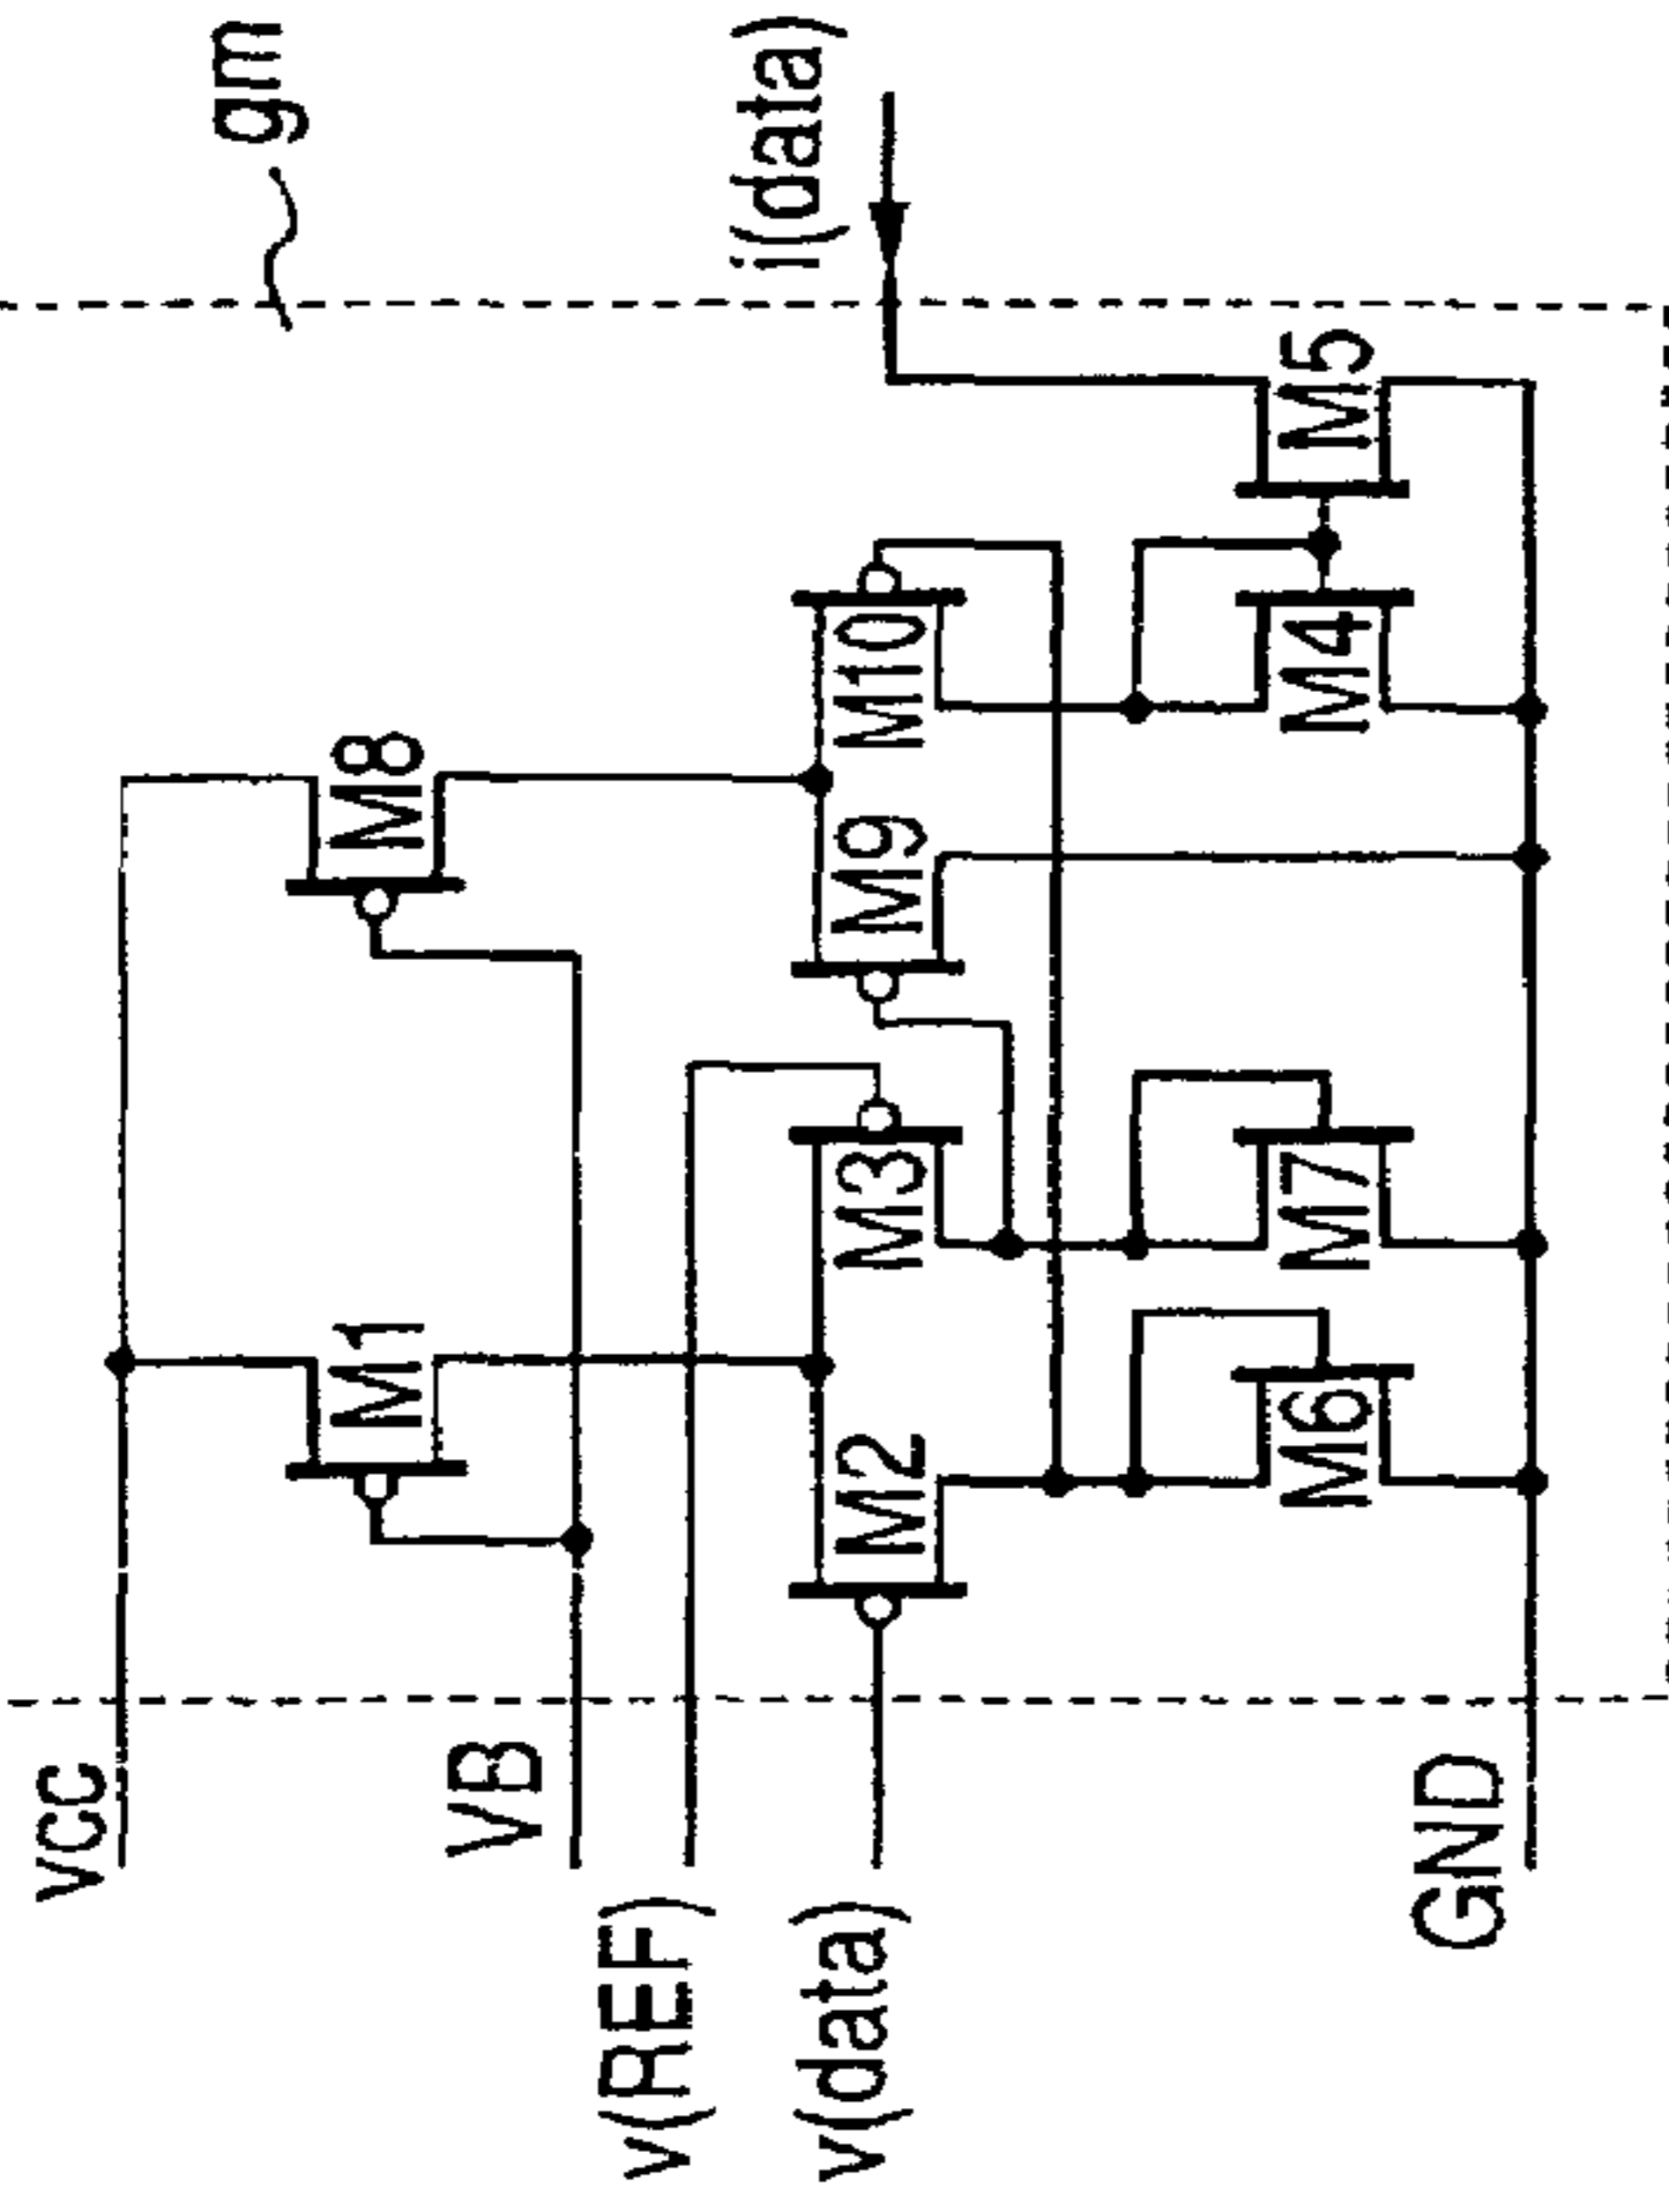 gm
vcc
M8
M1
VB
v(REF)
i(data)
M10
M9
M3
M2
v(data)
M5
M4
M7
M6
GND